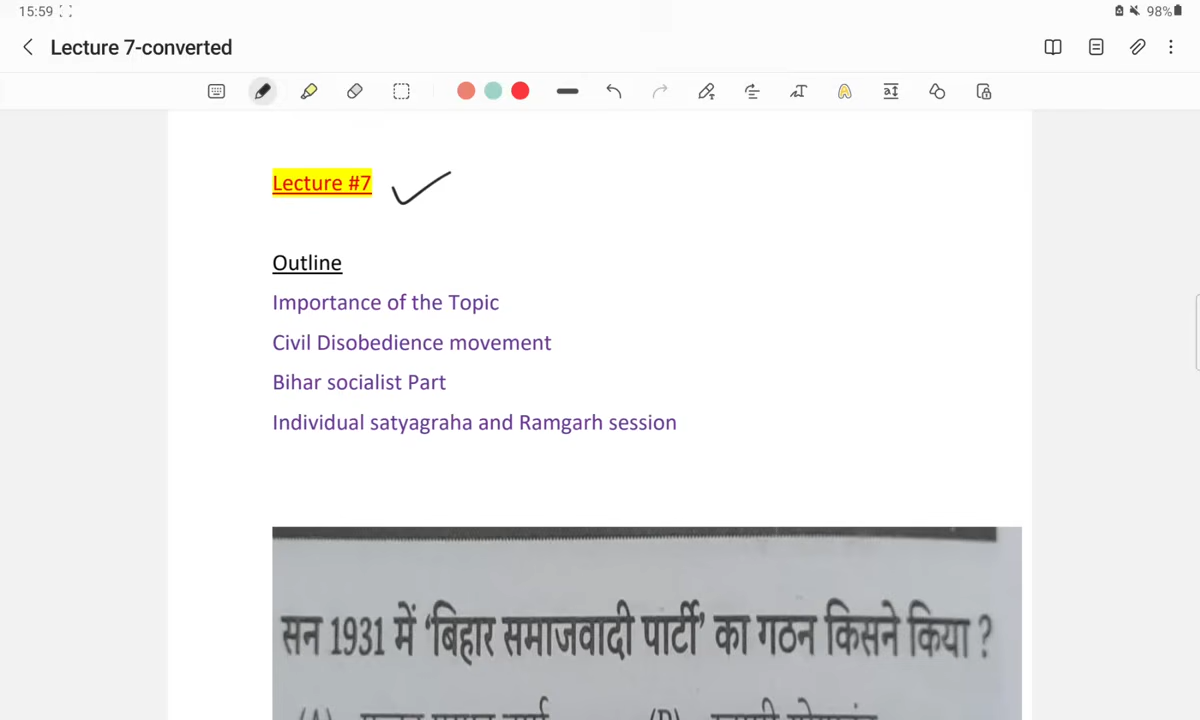 15:59
98%
Lecture 7-converted
Lecture #7
Outline
Importance of the Topic
Civil Disobedience movement
Bihar socialist Part
Individual satyagraha and Ramgarh session
सन 1931 में ‘बिहार समाजवादी पार्टी’ का गठन किसने किया ?